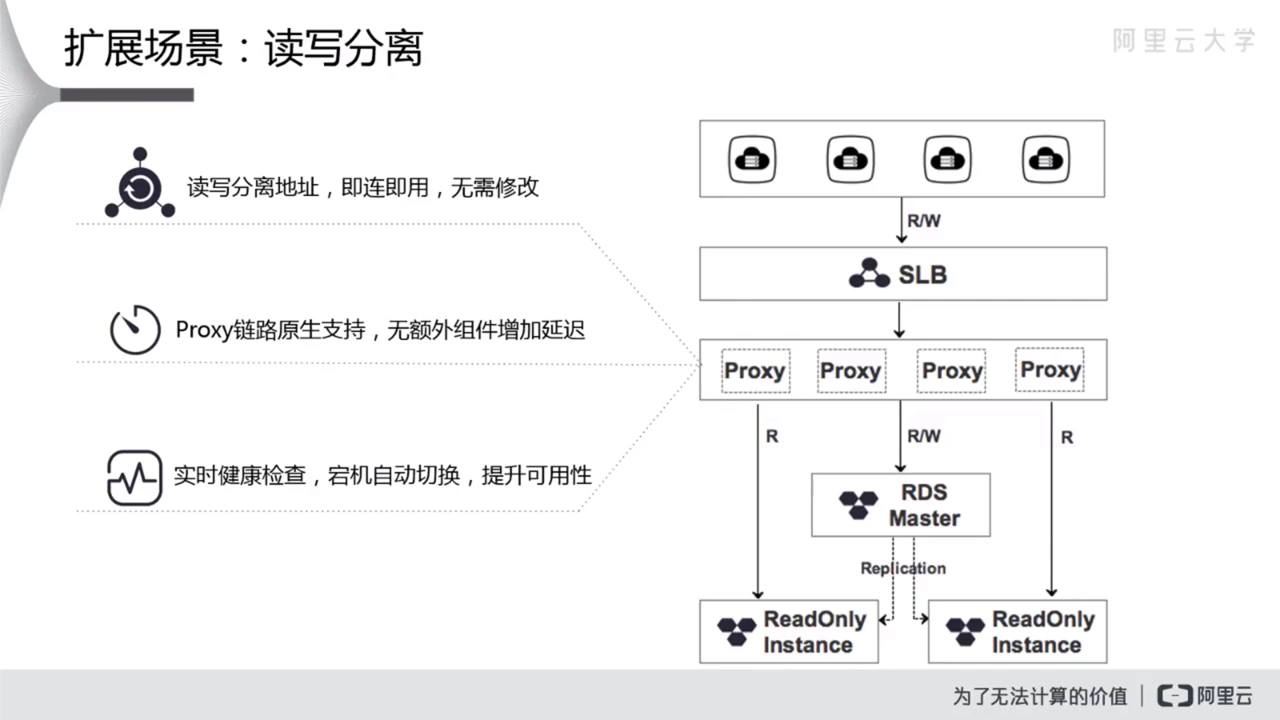 扩展场景：读写分离
阿里云大学
读写分离地址，即连即用，无需修改
Proxy链路原生支持，无额外组件增加延迟
实时健康检查，宕机自动切换，提升可用性
R/W
SLB
Proxy Proxy Proxy Proxy
R R/W R
RDS
Master
Replication
ReadOnly
Instance
ReadOnly
Instance
为了无法计算的价值 | 阿里云